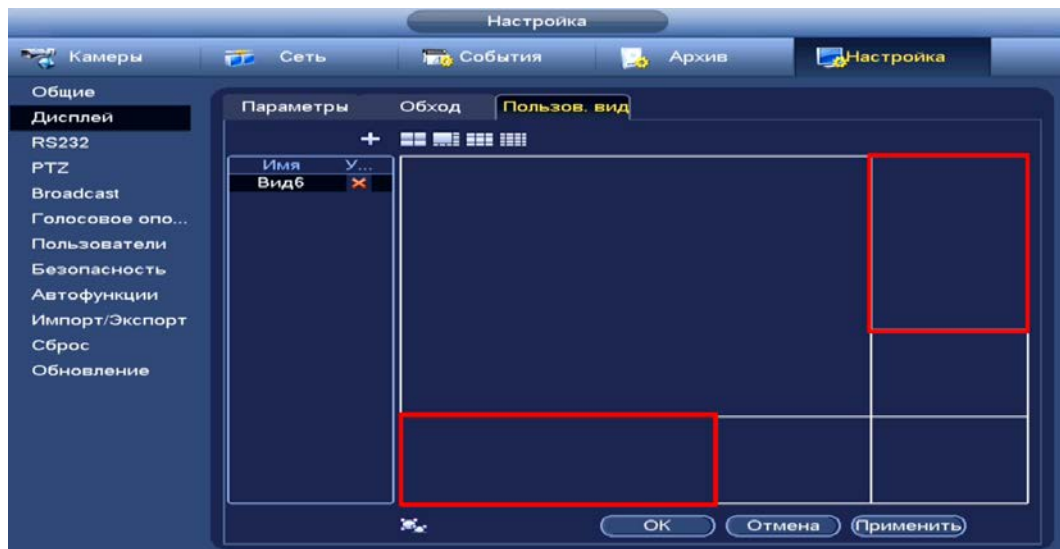 Настройка
Камеры Сеть События Архив Настройка
Общие
Дисплей
RS232
PTZ
Broadcast
Голосовое опо...
Пользователи
Безопасность
Автофункции
Импорт/Экспорт
Сброс
Обновление
Параметры Обход Пользов. вид
+
Имя У...
Вид6
ОК Отмена Применить